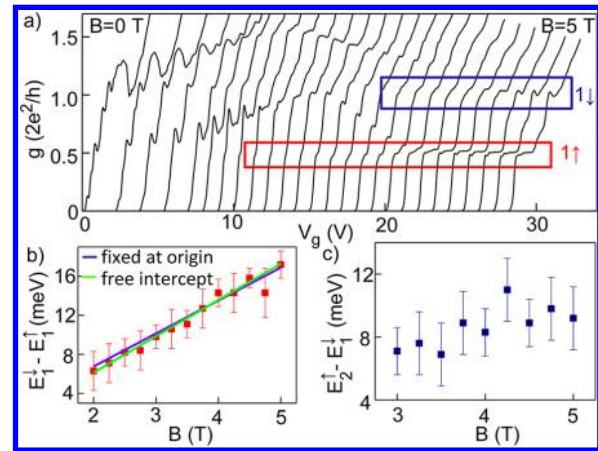 a)
B=0 T
B=5 T
1.5
1.0
0.5
0
g (2e²/h)
1↓
1↑
0 10 20 30
V_g (V)
b)
fixed at origin
free intercept
16
12
8
4
E₁↓ - E₁↑ (meV)
2 3 4 5
B (T)
c)
12
8
4
E₂↑ - E₁↓ (meV)
3 4 5
B (T)